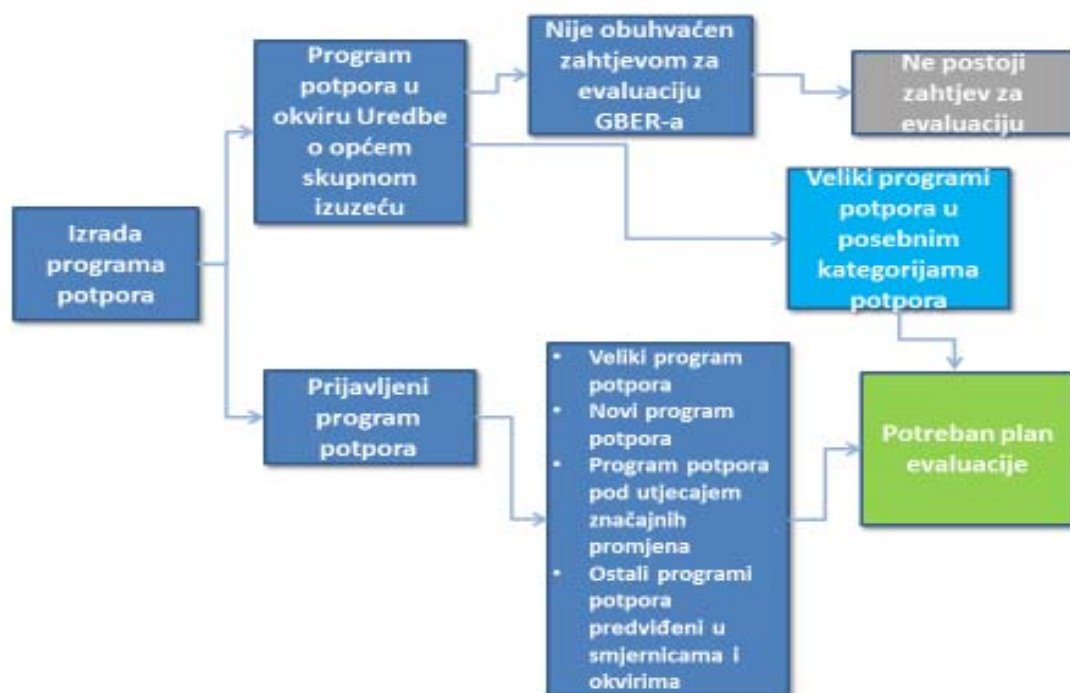 Izrada
programa
potpora
Program
potpora u
okviru Uredbe
o općem
skupnom
izuzeću
Nije obuhvaćen
zahtjevom za
evaluaciju
GBER-a
Ne postoji
zahtjev za
evaluaciju
Veliki programi
potpora u
posebnim
kategorijama
potpora
Prijavljeni
program
potpora
• Veliki program
potpora
• Novi program
potpora
• Program potpora
pod utjecajem
značajnih
promjena
• Ostali programi
potpora
predviđeni u
smjernicama i
okvirima
Potreban plan
evaluacije